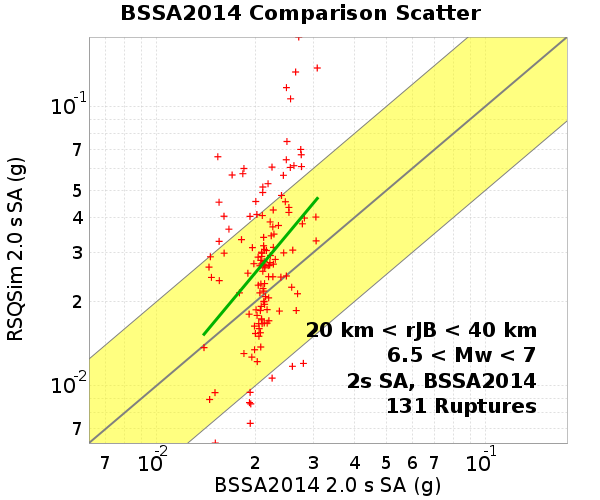 BSSA2014 Comparison Scatter
RSQSim 2.0 s SA (g)
10-1
7
5
4
3
2
10-2
7
20 km < rJB < 40 km
6.5 < Mw < 7
2s SA, BSSA2014
131 Ruptures
7 10-2 2 3 4 5 6 7 10-1
BSSA2014 2.0 s SA (g)